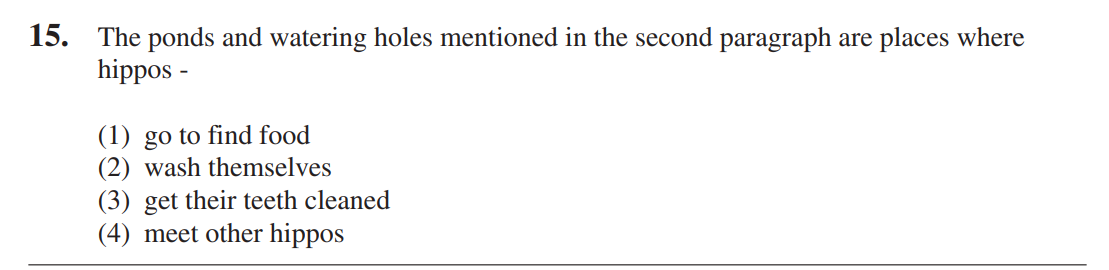 15. The ponds and watering holes mentioned in the second paragraph are places where
hippos -
(1) go to find food
(2) wash themselves
(3) get their teeth cleaned
(4) meet other hippos